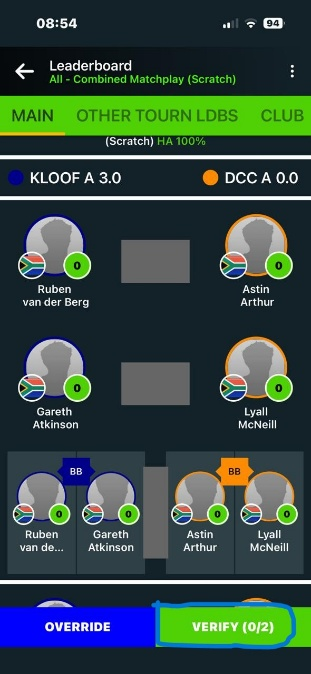 08:54
94
Leaderboard
All - Combined Matchplay (Scratch)
MAIN OTHER TOURN LDBS CLUB
(Scratch) HA 100%
KLOOF A 3.0 DCC A 0.0
0 0
Ruben
van der Berg
Astin
Arthur
0 0
Gareth
Atkinson
Lyall
McNeill
BB BB
0 0 0 0
Ruben
van de...
Gareth
Atkinson
Astin
Arthur
Lyall
McNeill
OVERRIDE VERIFY (0/2)